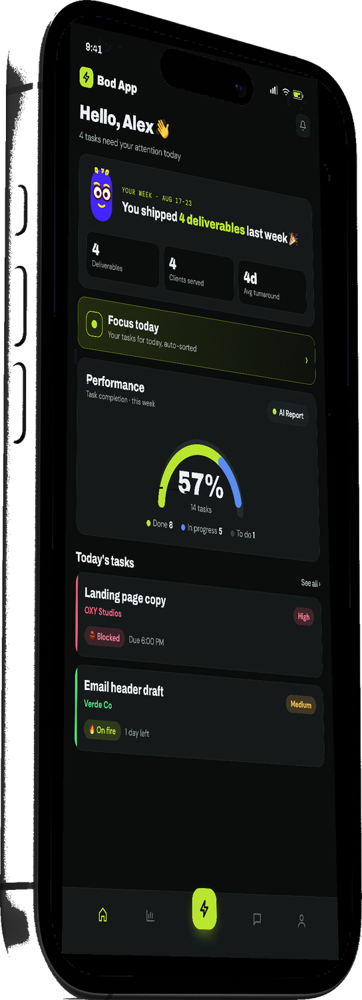 9:41
Bod App
Hello, Alex 👋
4 tasks need your attention today
YOUR WEEK · AUG 17-23
You shipped 4 deliverables last week 🎉
4
Deliverables
4
Clients served
4d
Avg turnaround
Focus today
Your tasks for today, auto-sorted
Performance
Task completion · this week
AI Report
57%
14 tasks
Done 8
In progress 5
To do 1
Today's tasks
See all ›
Landing page copy
OXY Studios
High
Blocked
Due 6:00 PM
Email header draft
Verde Co
Medium
🔥 On fire
1 day left